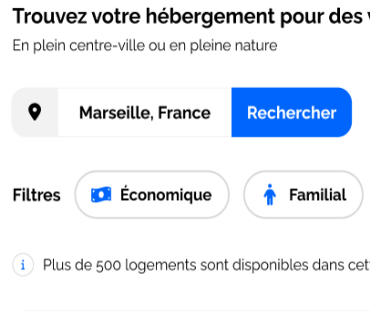 Trouvez votre hébergement pour des
En plein centre-ville ou en pleine nature
Marseille, France Rechercher
Filtres Économique Familial
i Plus de 500 logements sont disponibles dans